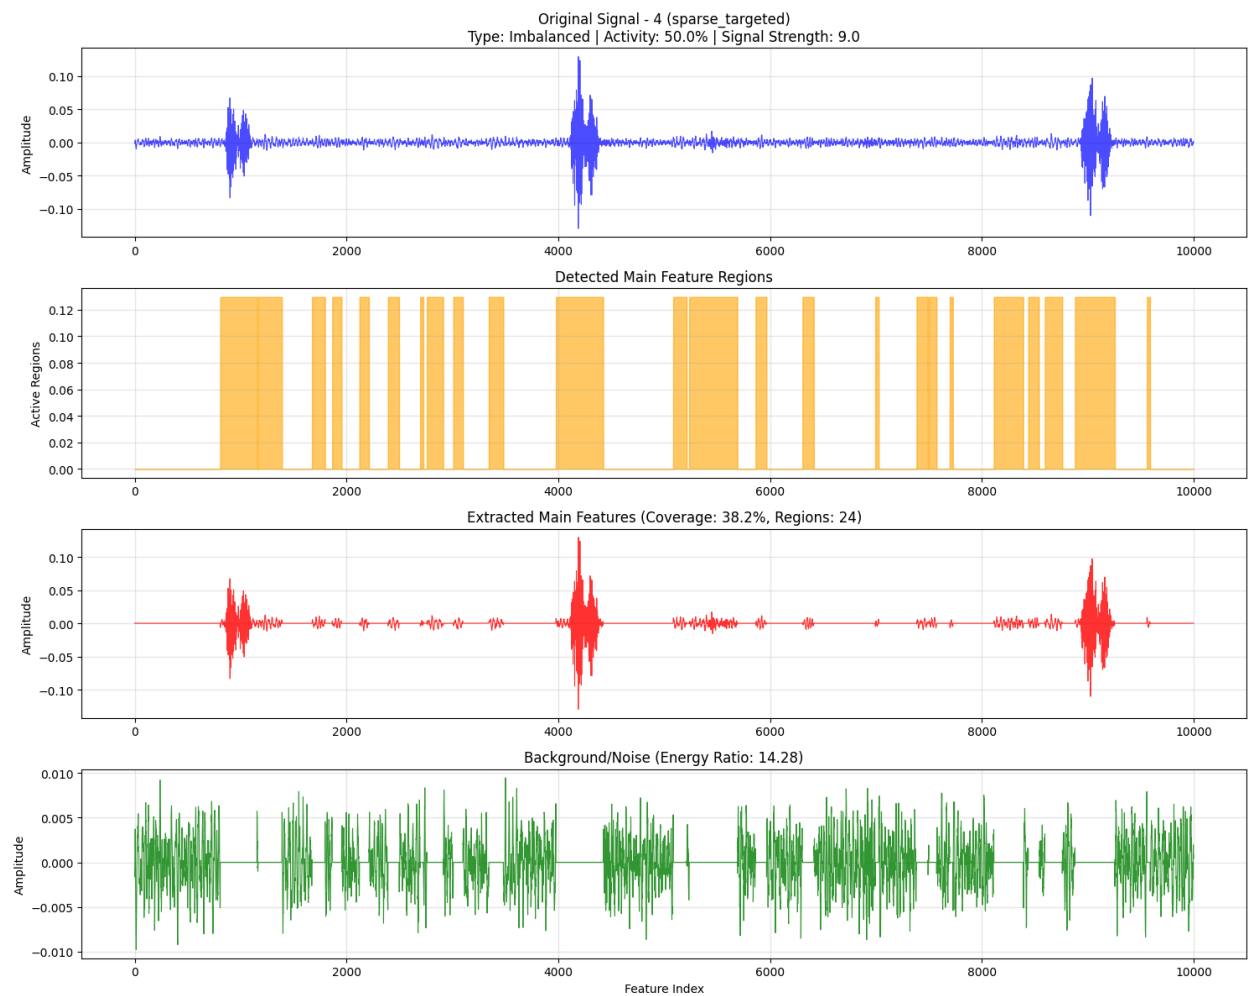 Original Signal - 4 (sparse_targeted)
Type: Imbalanced | Activity: 50.0% | Signal Strength: 9.0
Amplitude
0.10
0.05
0.00
−0.05
−0.10
0 2000 4000 6000 8000 10000
Detected Main Feature Regions
Active Regions
0.12
0.10
0.08
0.06
0.04
0.02
0.00
0 2000 4000 6000 8000 10000
Extracted Main Features (Coverage: 38.2%, Regions: 24)
Amplitude
0.10
0.05
0.00
−0.05
−0.10
0 2000 4000 6000 8000 10000
Background/Noise (Energy Ratio: 14.28)
Amplitude
0.010
0.005
0.000
−0.005
−0.010
0 2000 4000 6000 8000 10000
Feature Index